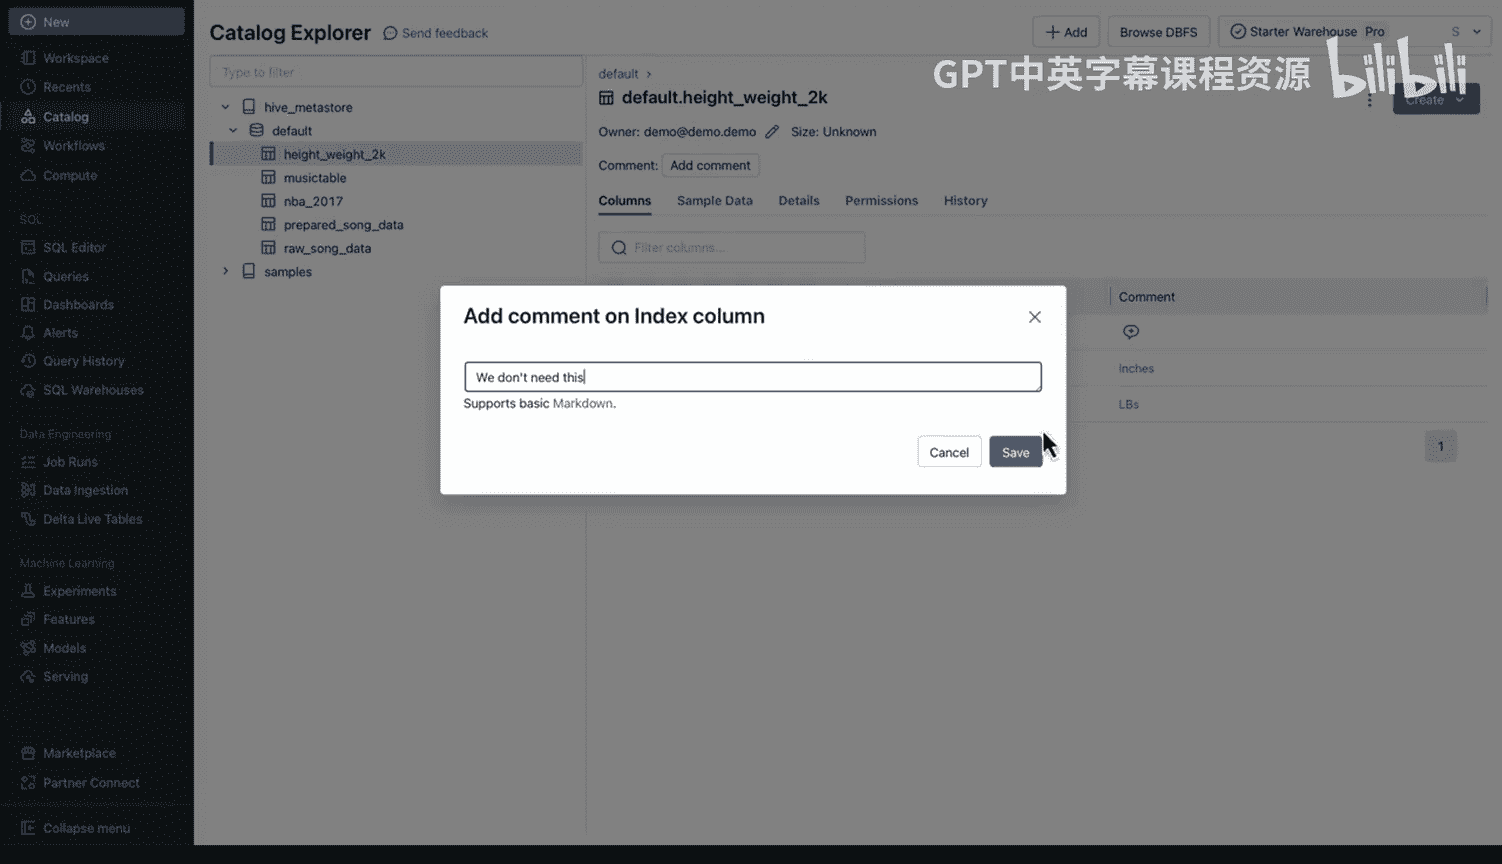 New
Workspace
Recents
Catalog
Workflows
Compute
SQL
SQL Editor
Queries
Dashboards
Alerts
Query History
SQL Warehouses
Data Engineering
Job Runs
Data Ingestion
Delta Live Tables
Machine Learning
Experiments
Features
Models
Serving
Marketplace
Partner Connect
Collapse menu
Catalog Explorer
Send feedback
Type to filter
hive_metastore
default
height_weight_2k
musictable
nba_2017
prepared_song_data
raw_song_data
samples
Add
Browse DBFS
Starter Warehouse Pro S
GPT中英字幕课程资源 bilibili
default ›
default.height_weight_2k
Create
Owner: demo@demo.demo Size: Unknown
Comment: Add comment
Columns Sample Data Details Permissions History
Filter columns...
Comment
Inches
LBs
1
Add comment on Index column
We don't need this
Supports basic Markdown.
Cancel Save